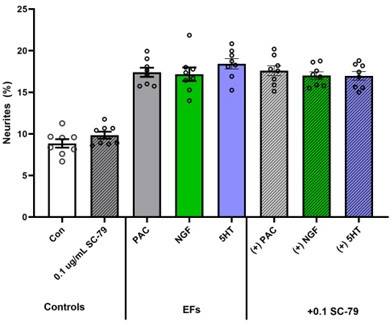 25
20
15
10
5
0
Neurites (%)
Con
0.1 ug/mL SC-79
PAC
NGF
5HT
(+) PAC
(+) NGF
(+) 5HT
Controls
EFs
+0.1 SC-79